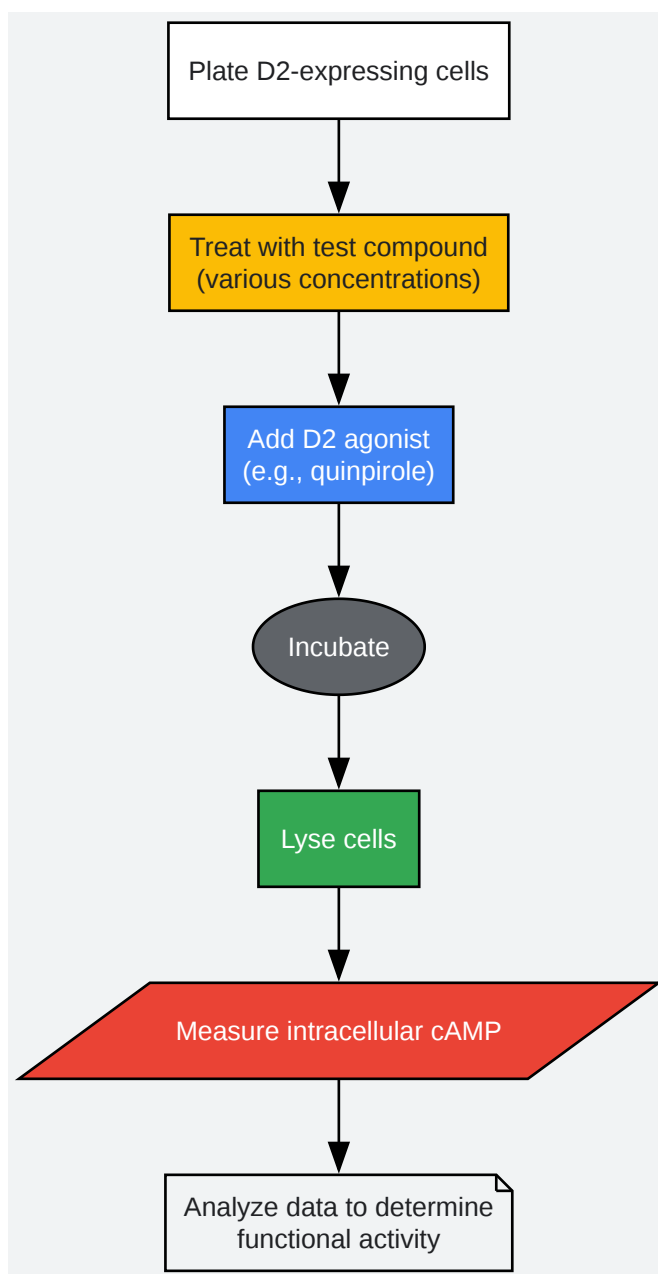 Plate D2-expressing cells
Treat with test compound
(various concentrations)
Add D2 agonist
(e.g., quinpirole)
Incubate
Lyse cells
Measure intracellular cAMP
Analyze data to determine
functional activity